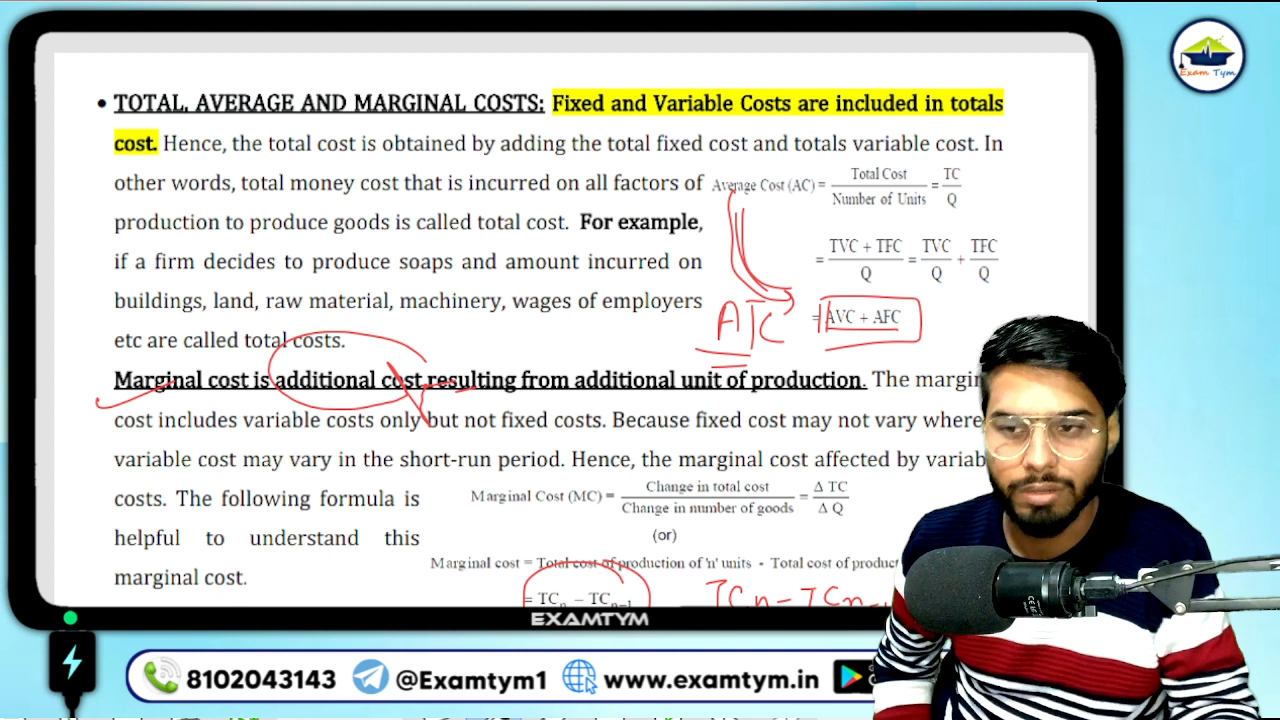 Exam Tym
• TOTAL, AVERAGE AND MARGINAL COSTS: Fixed and Variable Costs are included in totals
cost. Hence, the total cost is obtained by adding the total fixed cost and totals variable cost. In
other words, total money cost that is incurred on all factors of
production to produce goods is called total cost. For example,
if a firm decides to produce soaps and amount incurred on
buildings, land, raw material, machinery, wages of employers
etc are called total costs.
Average Cost (AC) = Total Cost / Number of Units = TC / Q
= TVC + TFC / Q = TVC / Q + TFC / Q
= AVC + AFC
ATC
Marginal cost is additional cost resulting from additional unit of production. The
cost includes variable costs only but not fixed costs. Because fixed cost may not vary
variable cost may vary in the short-run period. Hence, the marginal cost affected by
costs. The following formula is
helpful to understand this
marginal cost.
Marginal Cost (MC) = Change in total cost / Change in number of goods = Δ TC / Δ Q
(or)
Marginal cost = Total cost of production of 'n' units - Total cost of
= TCn – TCn–1
TCn – TCn–
EXAMTYM
8102043143
@Examtym1
www.examtym.in